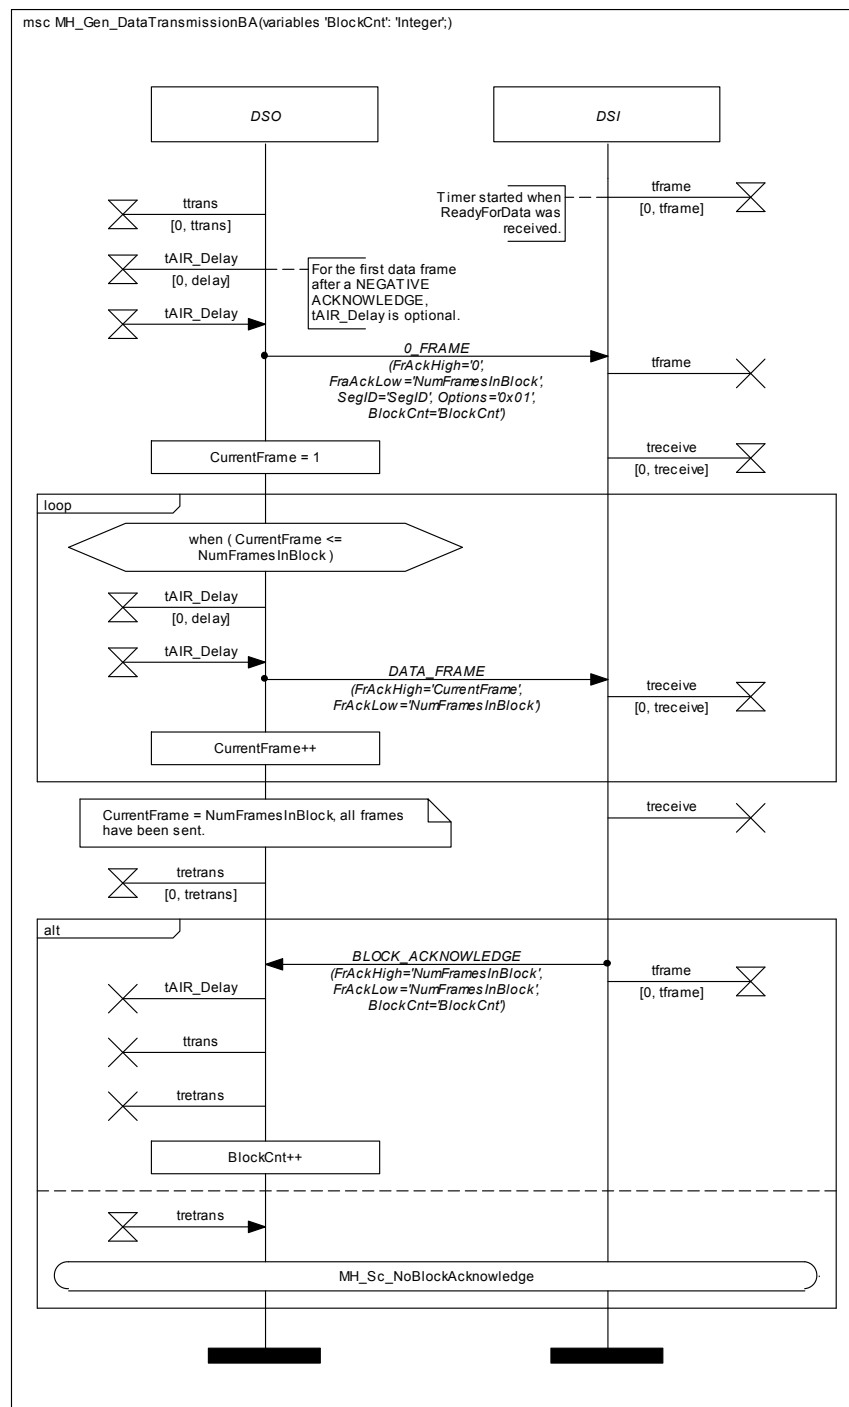 msc MH_Gen_DataTransmissionBA(variables 'BlockCnt': 'Integer';)
DSO
DSI
ttrans
[0, ttrans]
Timer started when
ReadyForData was
received.
tframe
[0, tframe]
tAIR_Delay
[0, delay]
For the first data frame
after a NEGATIVE
ACKNOWLEDGE,
tAIR_Delay is optional.
tAIR_Delay
0_FRAME
(FrAckHigh='0',
FraAckLow='NumFramesInBlock',
SegID='SegID', Options='0x01',
BlockCnt='BlockCnt')
tframe
CurrentFrame = 1
treceive
[0, treceive]
loop
when ( CurrentFrame <=
NumFramesInBlock )
tAIR_Delay
[0, delay]
tAIR_Delay
DATA_FRAME
(FrAckHigh='CurrentFrame',
FrAckLow='NumFramesInBlock')
treceive
[0, treceive]
CurrentFrame++
CurrentFrame = NumFramesInBlock, all frames
have been sent.
treceive
tretrans
[0, tretrans]
alt
BLOCK_ACKNOWLEDGE
(FrAckHigh='NumFramesInBlock',
FrAckLow='NumFramesInBlock',
BlockCnt='BlockCnt')
tframe
[0, tframe]
tAIR_Delay
ttrans
tretrans
BlockCnt++
tretrans
MH_Sc_NoBlockAcknowledge